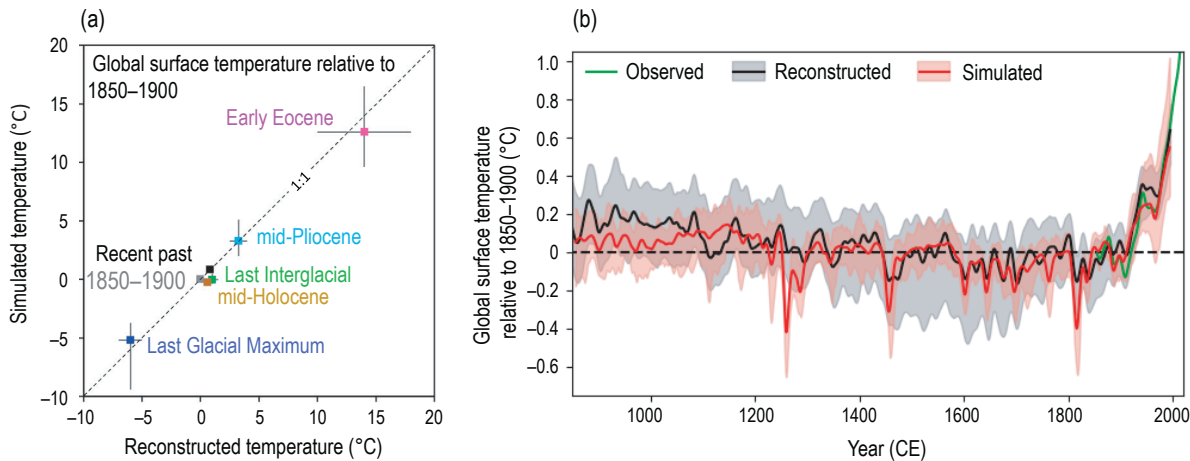 (a)
Global surface temperature relative to
1850–1900
Early Eocene
1:1
mid-Pliocene
Recent past
1850–1900
Last Interglacial
mid-Holocene
Last Glacial Maximum
Simulated temperature (°C)
20
15
10
5
0
–5
–10
–10
–5
0
5
10
15
20
Reconstructed temperature (°C)
(b)
Observed
Reconstructed
Simulated
Global surface temperature
relative to 1850–1900 (°C)
1.0
0.8
0.6
0.4
0.2
0
–0.2
–0.4
–0.6
1000
1200
1400
1600
1800
2000
Year (CE)